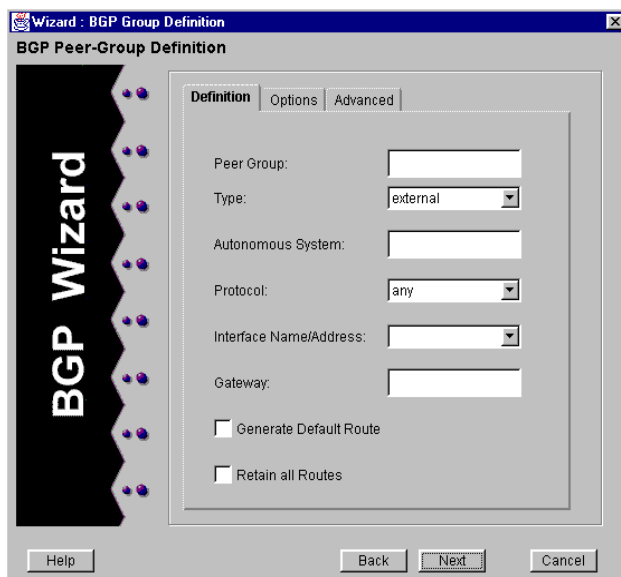 Wizard : BGP Group Definition
BGP Peer-Group Definition
BGP Wizard
Definition Options Advanced
Peer Group:
Type: external
Autonomous System:
Protocol: any
Interface Name/Address:
Gateway:
Generate Default Route
Retain all Routes
Help Back Next Cancel